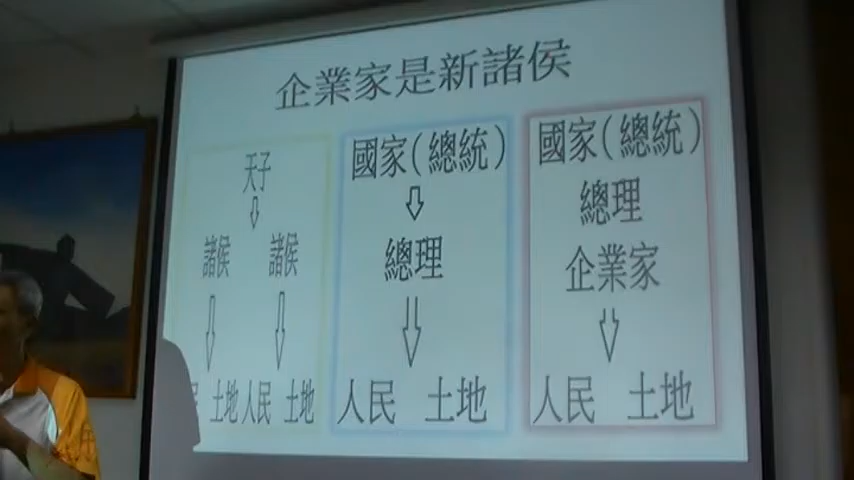 企業家是新諸侯
天子
諸侯 諸侯
土地 人民 土地
國家(總統)
總理
人民 土地
國家(總統)
總理
企業家
人民 土地